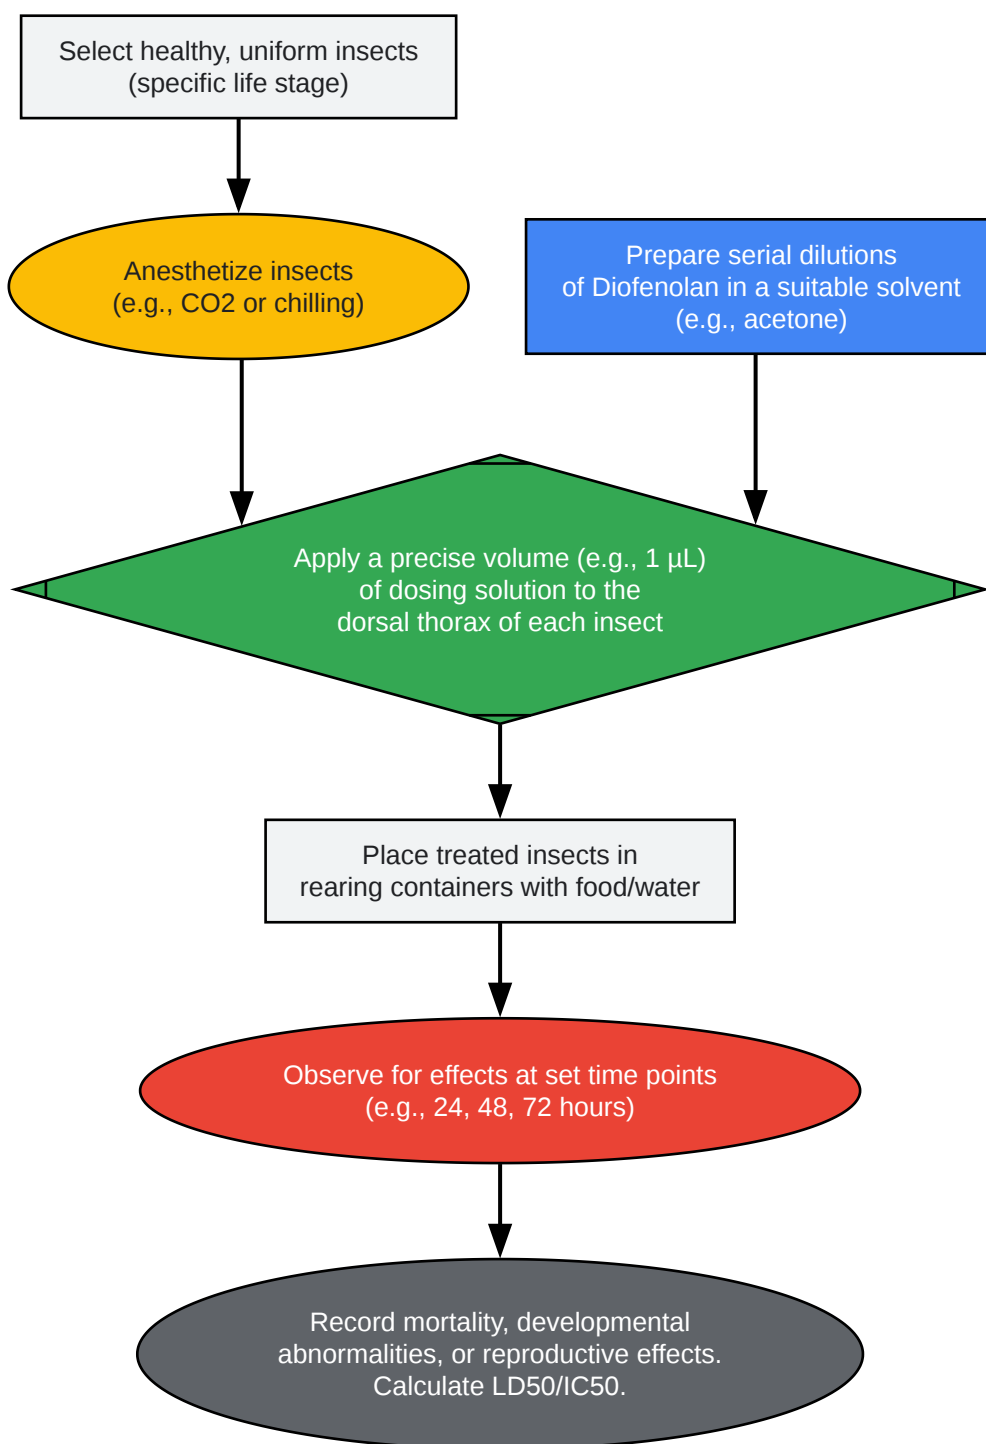 Select healthy, uniform insects
(specific life stage)
Anesthetize insects
(e.g., CO2 or chilling)
Prepare serial dilutions
of Diofenolan in a suitable solvent
(e.g., acetone)
Apply a precise volume (e.g., 1 µL)
of dosing solution to the
dorsal thorax of each insect
Place treated insects in
rearing containers with food/water
Observe for effects at set time points
(e.g., 24, 48, 72 hours)
Record mortality, developmental
abnormalities, or reproductive effects.
Calculate LD50/IC50.